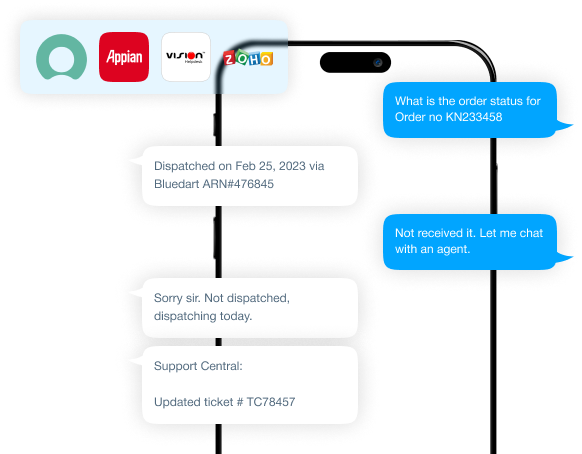 Appian
VISION
Helpdesk
ZOHO
What is the order status for
Order no KN233458
Dispatched on Feb 25, 2023 via
Bluedart ARN#476845
Not received it. Let me chat
with an agent.
Sorry sir. Not dispatched,
dispatching today.
Support Central:
Updated ticket # TC78457